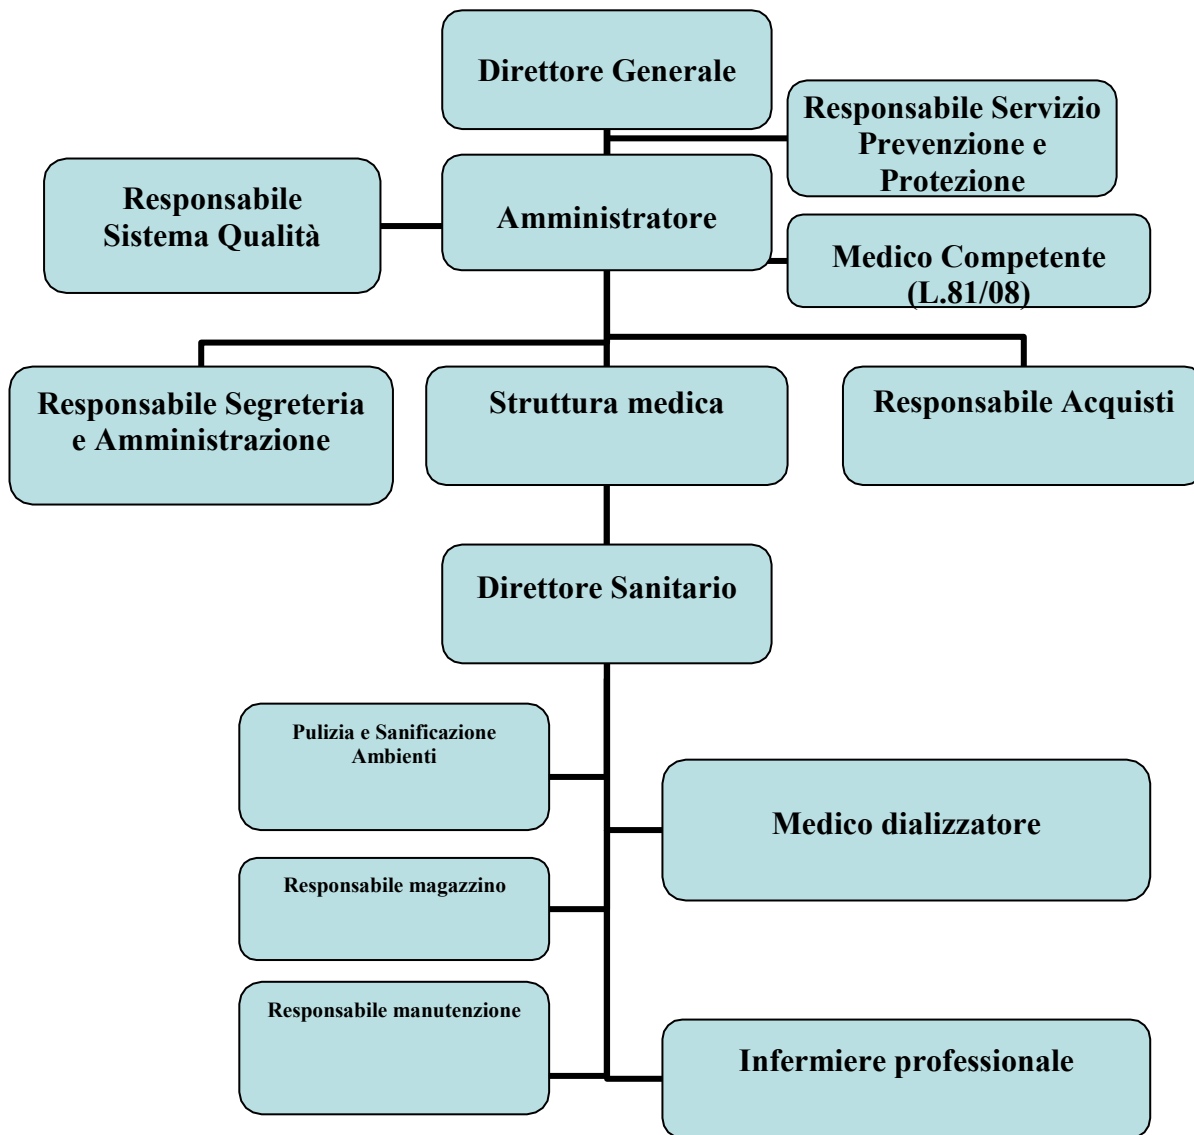 Direttore Generale
Responsabile Servizio
Prevenzione e
Protezione
Responsabile
Sistema Qualità
Amministratore
Medico Competente
(L.81/08)
Responsabile Segreteria
e Amministrazione
Struttura medica
Responsabile Acquisti
Direttore Sanitario
Pulizia e Sanificazione
Ambienti
Medico dializzatore
Responsabile magazzino
Responsabile manutenzione
Infermiere professionale